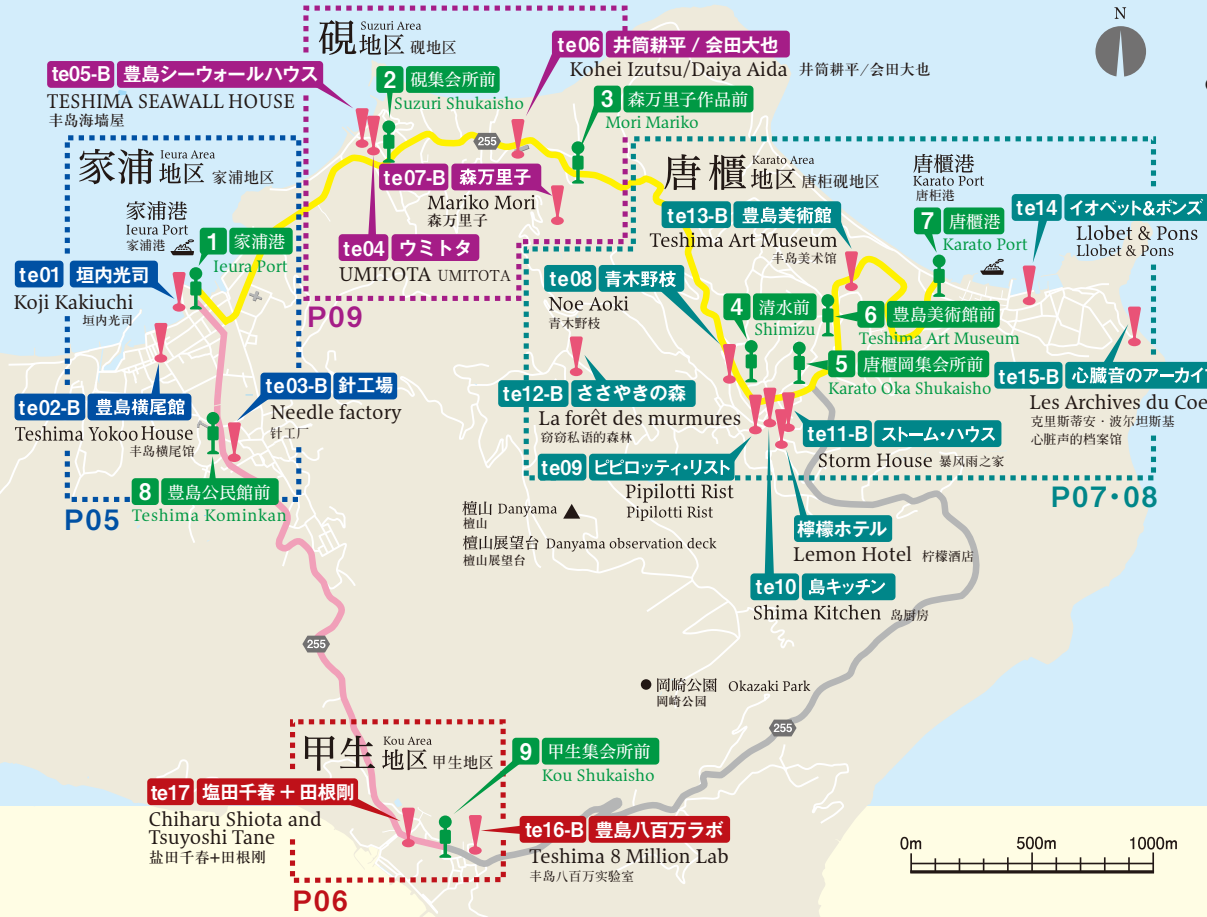 硯 地区 Suzuri Area 砚地区
te05-B 豊島シーウォールハウス
TESHIMA SEAWALL HOUSE
丰岛海墙屋
2 硯集会所前
Suzuri Shukaisho
te06 井筒耕平 / 会田大也
Kohei Izutsu/Daiya Aida 井筒耕平/会田大也
3 森万里子作品前
Mori Mariko
255
te07-B 森万里子
Mariko Mori
森万里子
te04 ウミトタ
UMITOTA UMITOTA
P09
N
家浦 地区 Ieura Area 家浦地区
家浦港
Ieura Port
家浦港
1 家浦港
Ieura Port
te01 垣内光司
Koji Kakiuchi
垣内光司
te02-B 豊島横尾館
Teshima Yokoo House
丰岛横尾馆
te03-B 針工場
Needle factory
针工厂
8 豊島公民館前
Teshima Kominkan
P05
唐櫃 地区 Karato Area 唐柜砚地区
唐櫃港
Karato Port
唐柜港
7 唐櫃港
Karato Port
te14 イオベット&ポンズ
Llobet & Pons
Llobet & Pons
te13-B 豊島美術館
Teshima Art Museum
丰岛美术馆
te08 青木野枝
Noe Aoki
青木野枝
4 清水前
Shimizu
6 豊島美術館前
Teshima Art Museum
5 唐櫃岡集会所前
Karato Oka Shukaisho
te15-B 心臓音のアーカイブ
Les Archives du Coe
克里斯蒂安・波尔坦斯基
心脏声的档案馆
te12-B ささやきの森
La forêt des murmures
窃窃私语的森林
te11-B ストーム・ハウス
Storm House 暴风雨之家
te09 ピピロッティ・リスト
Pipilotti Rist
Pipilotti Rist
P07・08
檸檬ホテル
Lemon Hotel 柠檬酒店
te10 島キッチン
Shima Kitchen 岛厨房
檀山 Danyama
檀山
檀山展望台 Danyama observation deck
檀山展望台
255
岡崎公園 Okazaki Park
岡崎公园
255
甲生 地区 Kou Area 甲生地区
9 甲生集会所前
Kou Shukaisho
te17 塩田千春 + 田根剛
Chiharu Shiota and
Tsuyoshi Tane
盐田千春+田根刚
te16-B 豊島八百万ラボ
Teshima 8 Million Lab
丰岛八百万实验室
P06
0m 500m 1000m